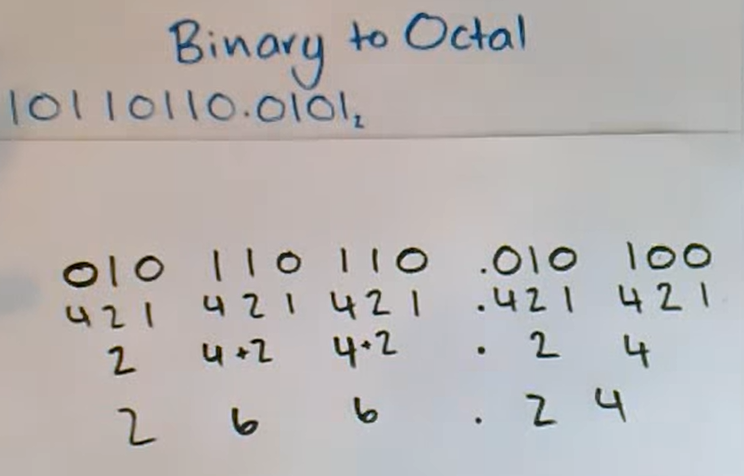 Binary to Octal
10110110.0101₂
010 110 110 .010 100
421 421 421 .421 421
2 4+2 4+2 . 2 4
2 6 6 . 2 4